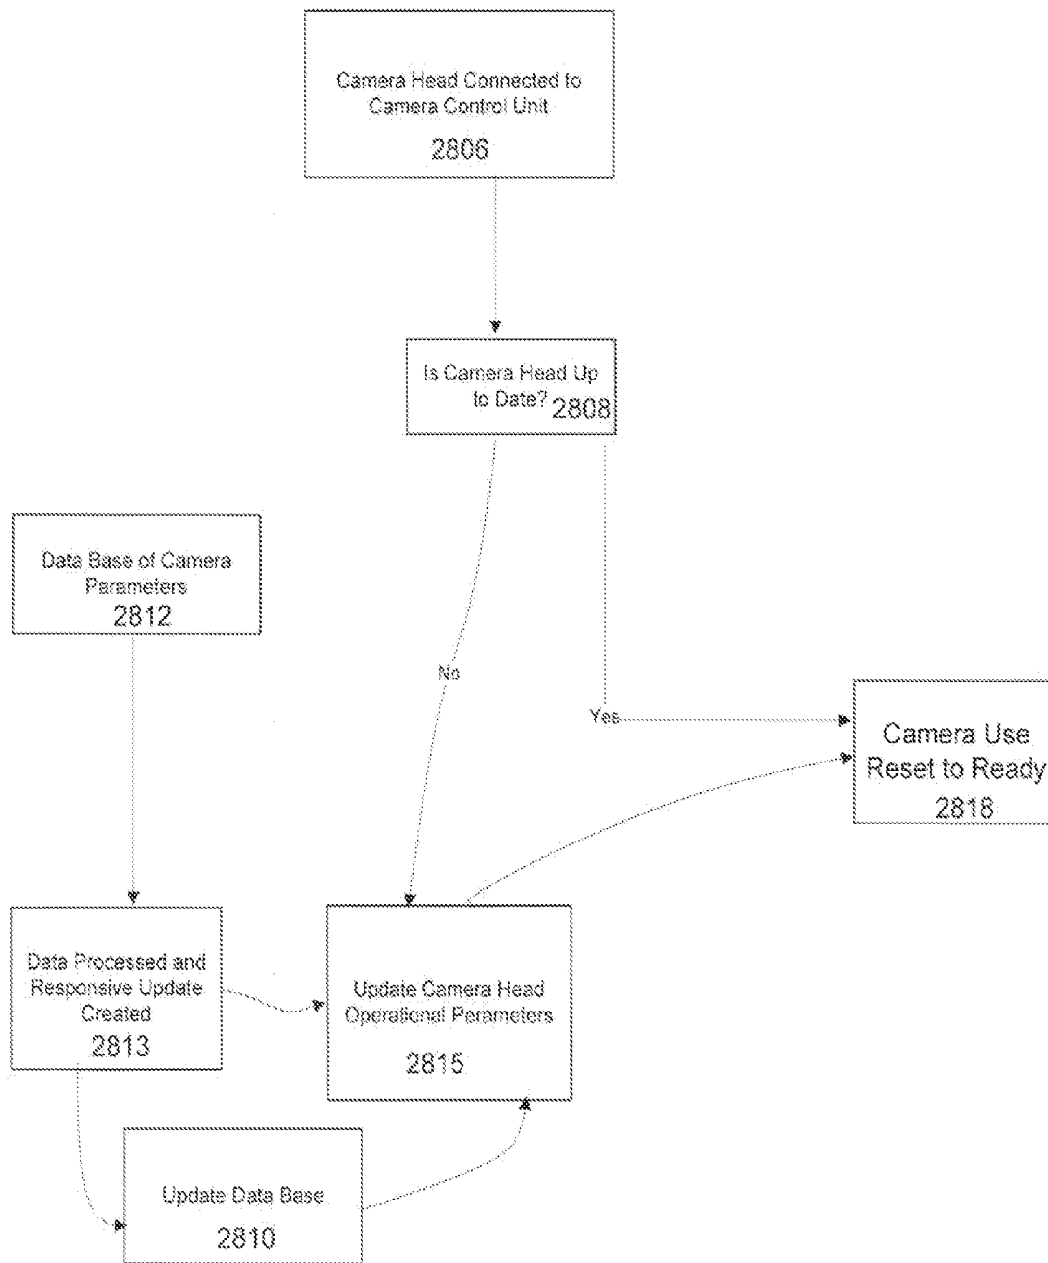 Camera Head Connected to
Camera Control Unit
2806
Is Camera Head Up
to Date? 2808
Data Base of Camera
Parameters
2812
No
Yes
Camera Use
Reset to Ready
2818
Data Processed and
Responsive Update
Created
2813
Update Camera Head
Operational Perameters
2815
Update Data Base
2810